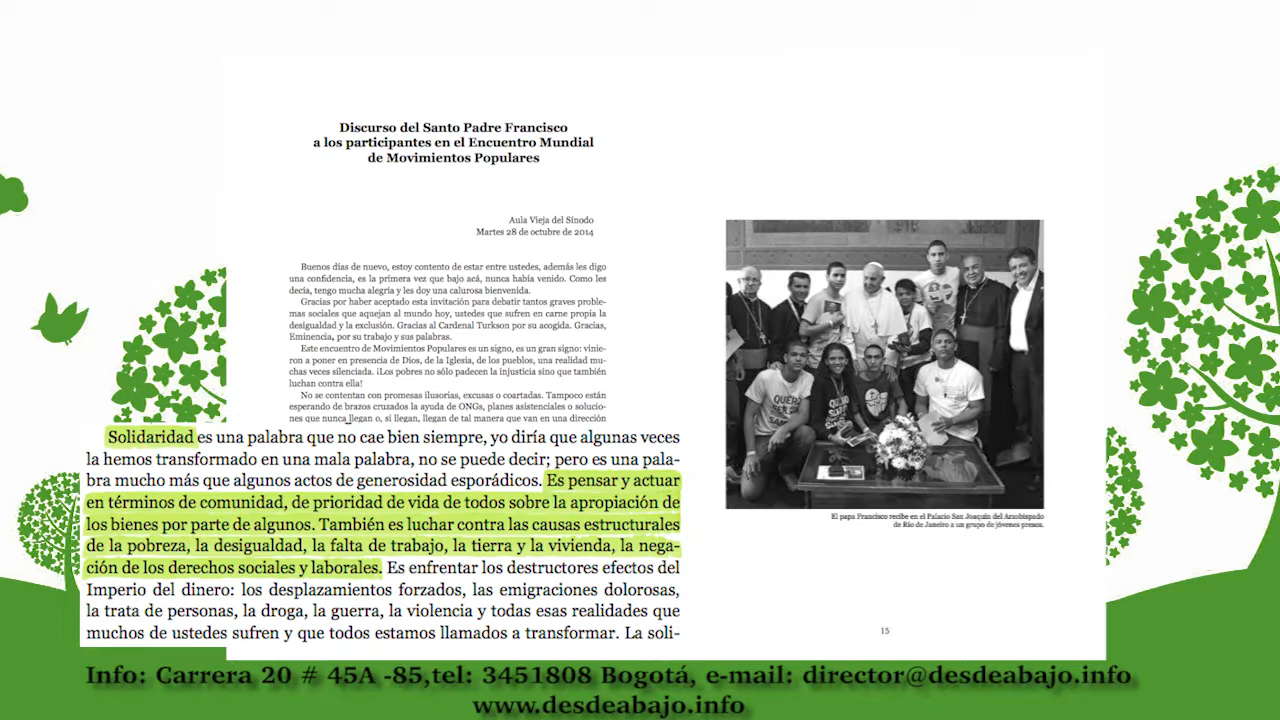 Discurso del Santo Padre Francisco
a los participantes en el Encuentro Mundial
de Movimientos Populares
Aula Vieja del Sínodo
Martes 28 de octubre de 2014
Buenos días de nuevo, estoy contento de estar entre ustedes, además les digo
una confidencia, es la primera vez que bajo acá, nunca había venido. Como les
decía, tengo mucha alegría y les doy una calurosa bienvenida.
Gracias por haber aceptado esta invitación para debatir tantos graves proble-
mas sociales que aquejan al mundo hoy, ustedes que sufren en carne propia la
desigualdad y la exclusión. Gracias al Cardenal Turkson por su acogida. Gracias,
Eminencia, por su trabajo y sus palabras.
Este encuentro de Movimientos Populares es un signo, es un gran signo: vinie-
ron a poner en presencia de Dios, de la Iglesia, de los pueblos, una realidad mu-
chas veces silenciada. ¡Los pobres no sólo padecen la injusticia sino que también
luchan contra ella!
No se contentan con promesas ilusorias, excusas o coartadas. Tampoco están
esperando de brazos cruzados la ayuda de ONGs, planes asistenciales o solucio-
nes que nunca llegan o, si llegan, llegan de tal manera que van en una dirección
Solidaridad es una palabra que no cae bien siempre, yo diría que algunas veces
la hemos transformado en una mala palabra, no se puede decir; pero es una pala-
bra mucho más que algunos actos de generosidad esporádicos. Es pensar y actuar
en términos de comunidad, de prioridad de vida de todos sobre la apropiación de
los bienes por parte de algunos. También es luchar contra las causas estructurales
de la pobreza, la desigualdad, la falta de trabajo, la tierra y la vivienda, la nega-
ción de los derechos sociales y laborales. Es enfrentar los destructores efectos del
Imperio del dinero: los desplazamientos forzados, las emigraciones dolorosas,
la trata de personas, la droga, la guerra, la violencia y todas esas realidades que
muchos de ustedes sufren y que todos estamos llamados a transformar. La soli-
El papa Francisco recibe en el Palacio San Joaquín del Arzobispado
de Río de Janeiro a un grupo de jóvenes presos.
15
Info: Carrera 20 # 45A -85,tel: 3451808 Bogotá, e-mail: director@desdeabajo.info
www.desdeabajo.info